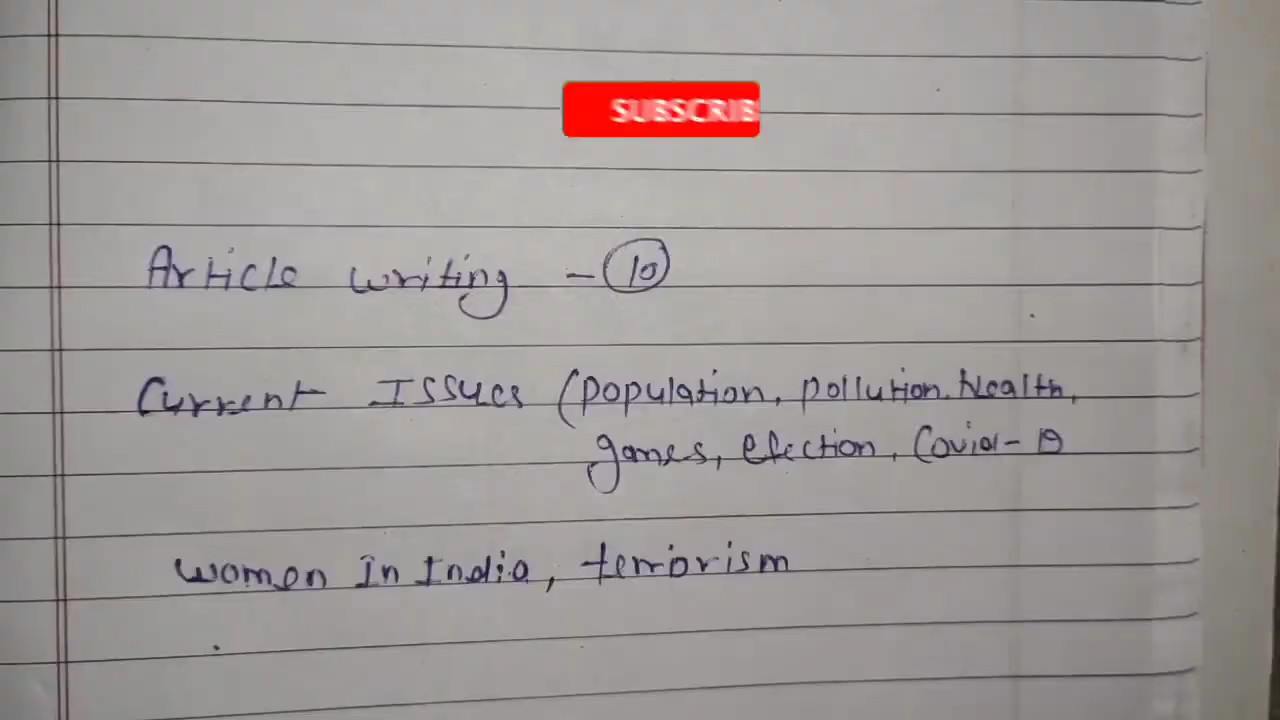 SUBSCRIB
Article writing - 10
Current Issues (population, pollution. Health,
games, election, Covid-19
women in India, terrorism